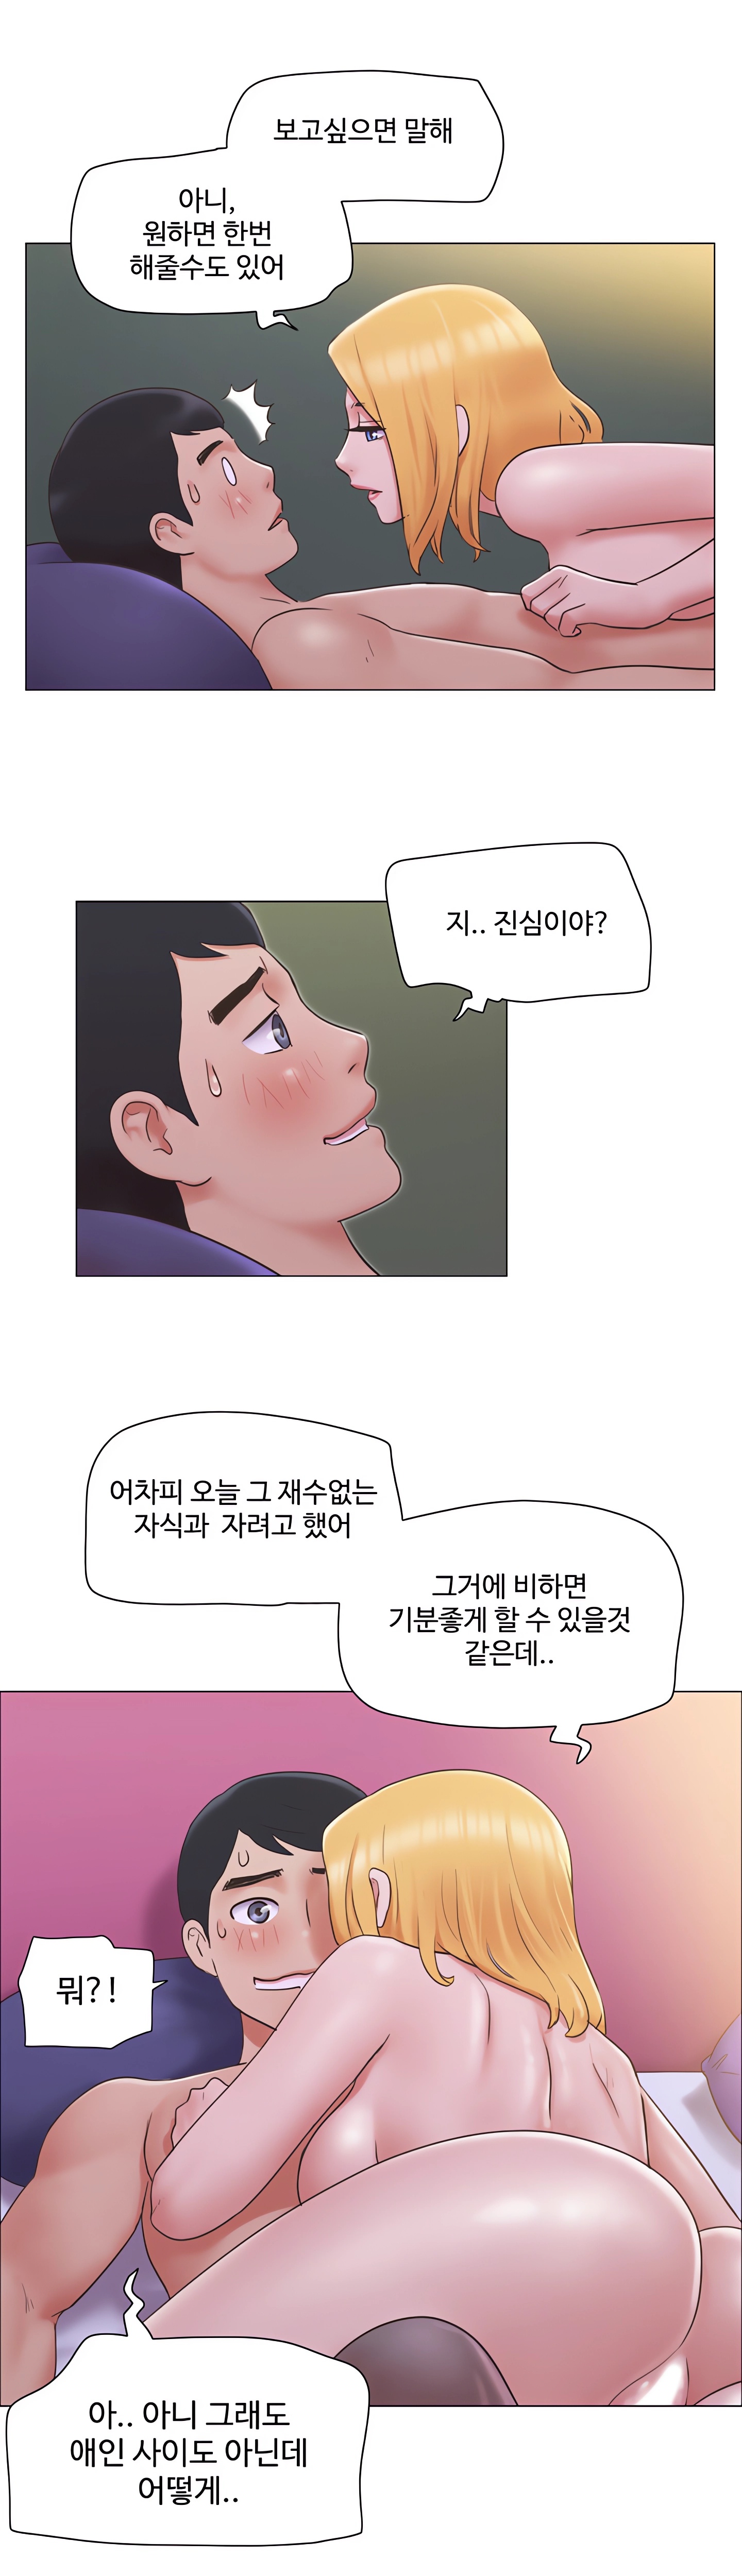 보고싶으면 말해
아니,
원하면 한번
해줄수도 있어
지.. 진심이야?
어차피 오늘 그 재수없는
자식과 자려고 했어
그거에 비하면
기분좋게 할 수 있을것
같은데..
뭐?!
아.. 아니 그래도
애인 사이도 아닌데
어떻게..